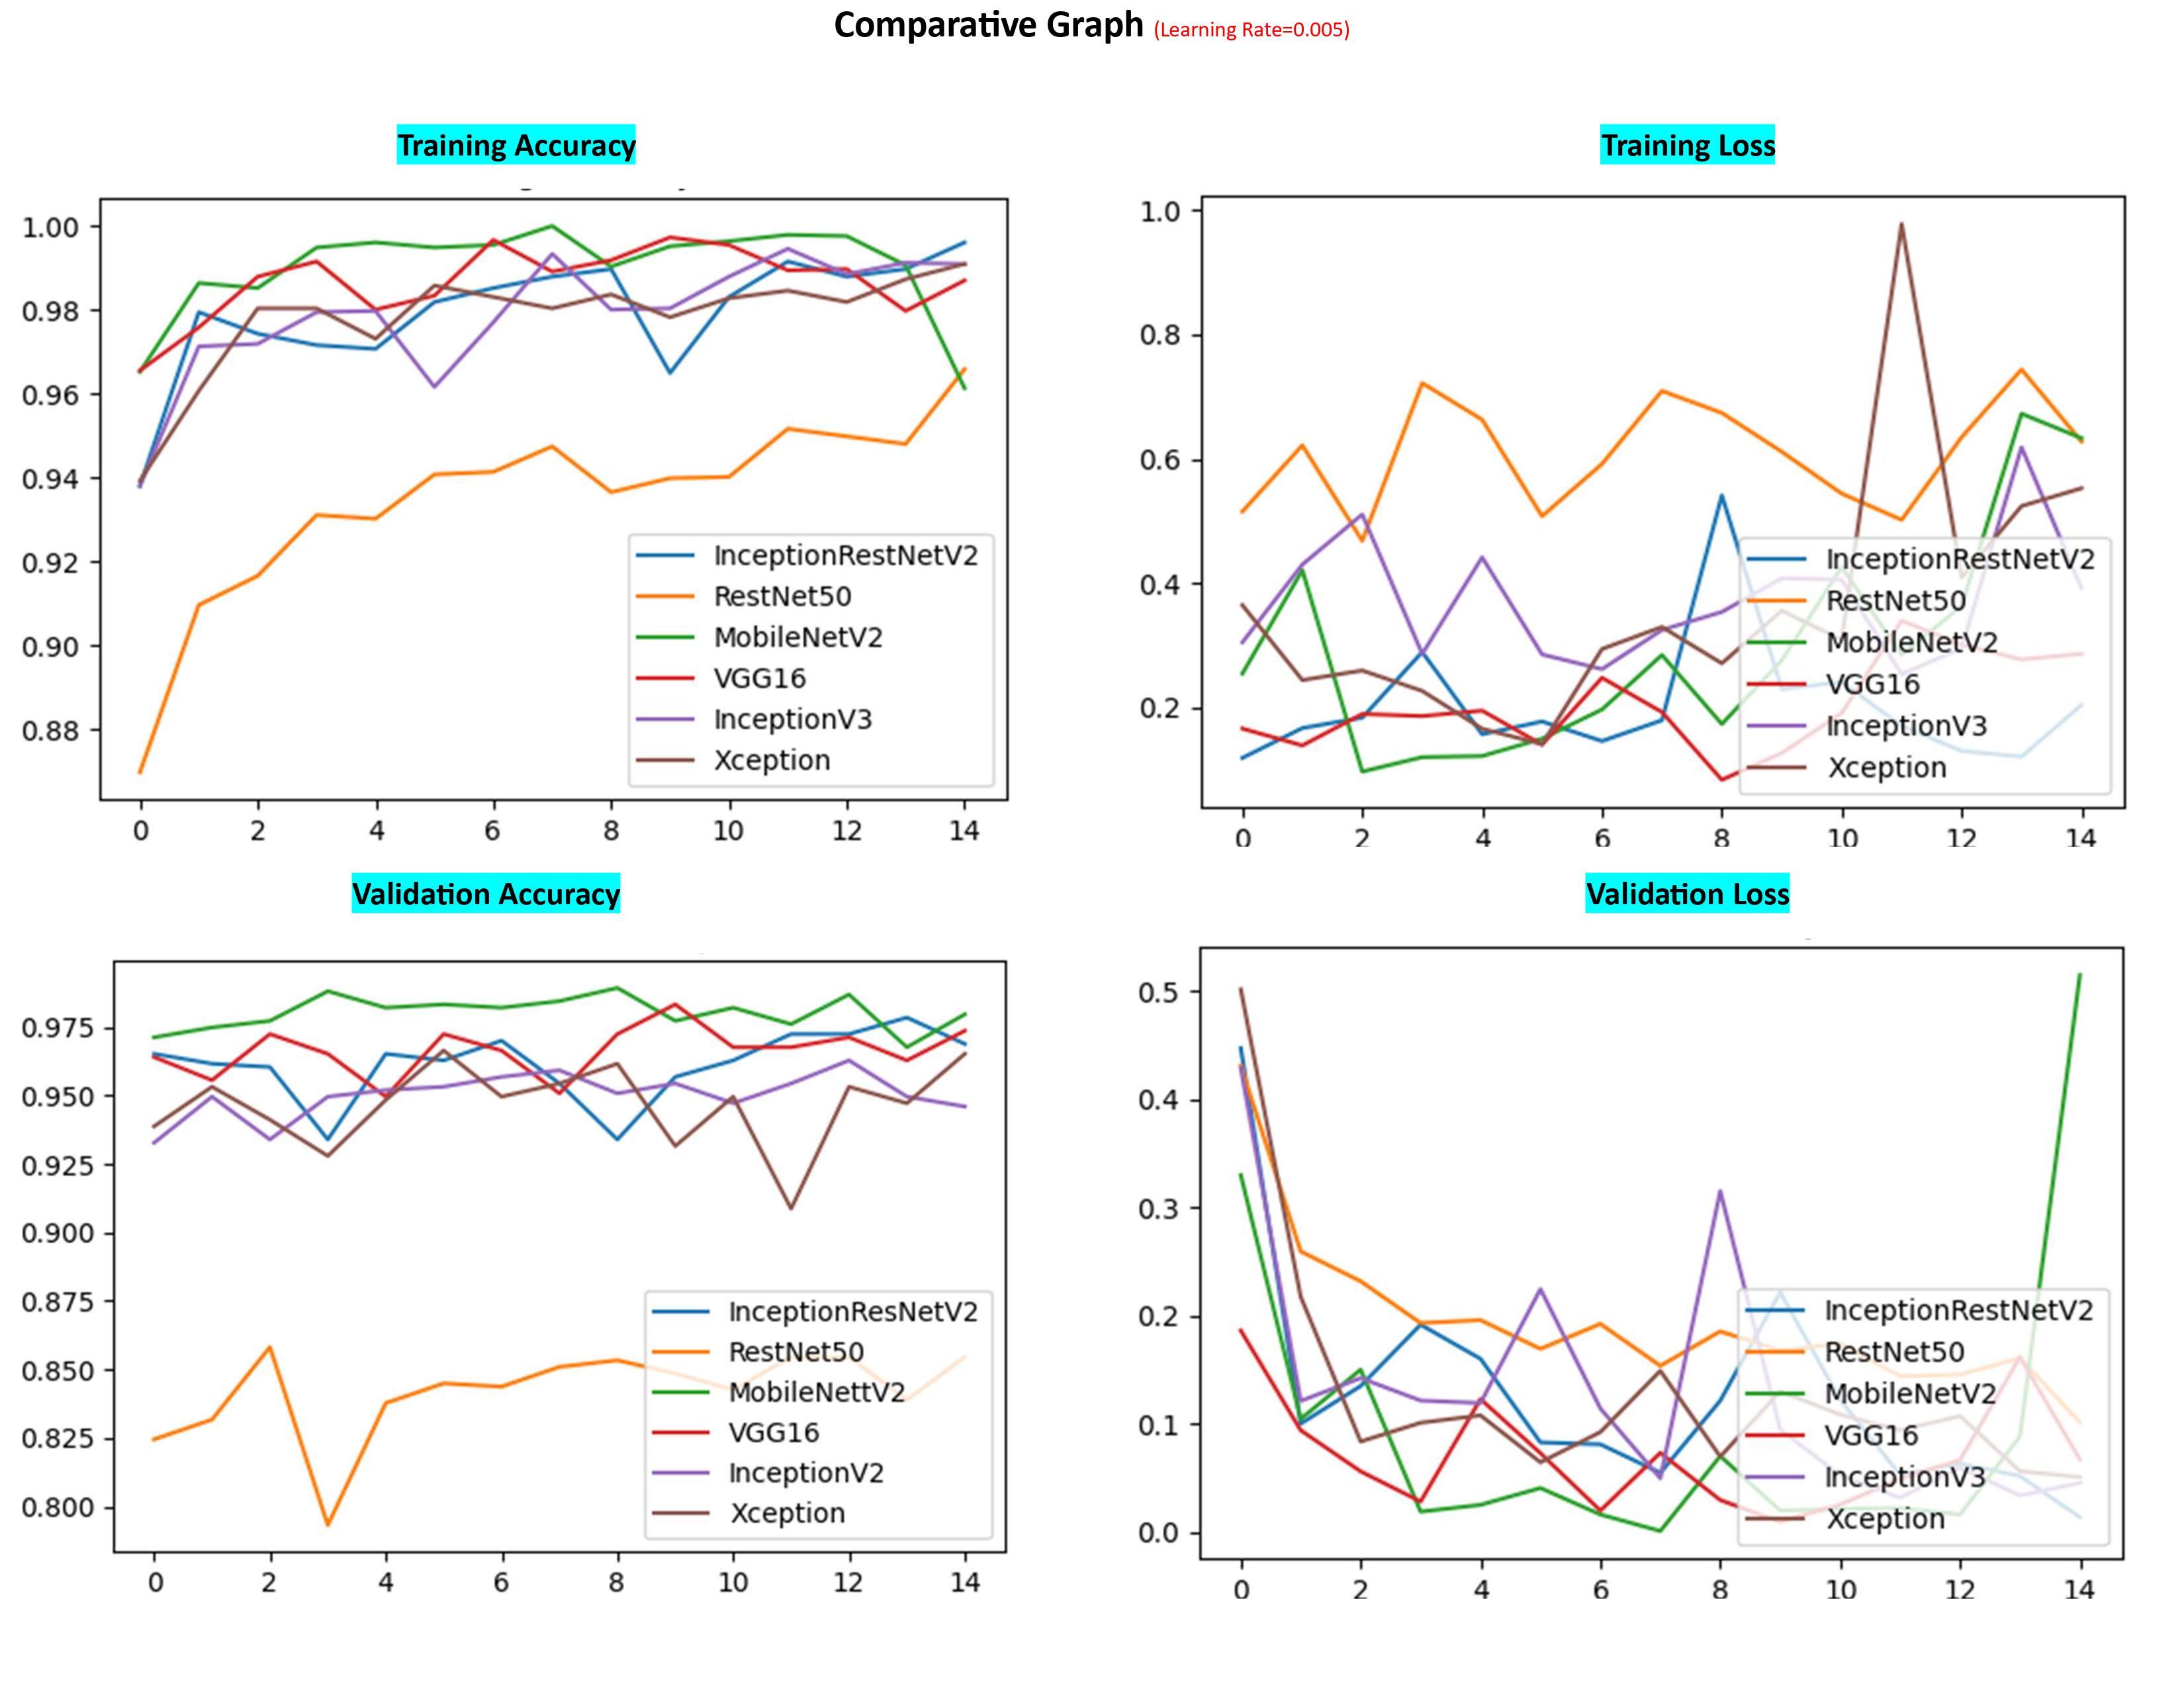 Comparative Graph (Learning Rate=0.005)
Training Accuracy
1.00
0.98
0.96
0.94
0.92
0.90
0.88
InceptionRestNetV2
RestNet50
MobileNetV2
VGG16
InceptionV3
Xception
0 2 4 6 8 10 12 14
Training Loss
1.0
0.8
0.6
0.4
0.2
InceptionRestNetV2
RestNet50
MobileNetV2
VGG16
InceptionV3
Xception
0 2 4 6 8 10 12 14
Validation Accuracy
0.975
0.950
0.925
0.900
0.875
0.850
0.825
0.800
InceptionResNetV2
RestNet50
MobileNettV2
VGG16
InceptionV2
Xception
0 2 4 6 8 10 12 14
Validation Loss
0.5
0.4
0.3
0.2
0.1
0.0
InceptionRestNetV2
RestNet50
MobileNetV2
VGG16
InceptionV3
Xception
0 2 4 6 8 10 12 14